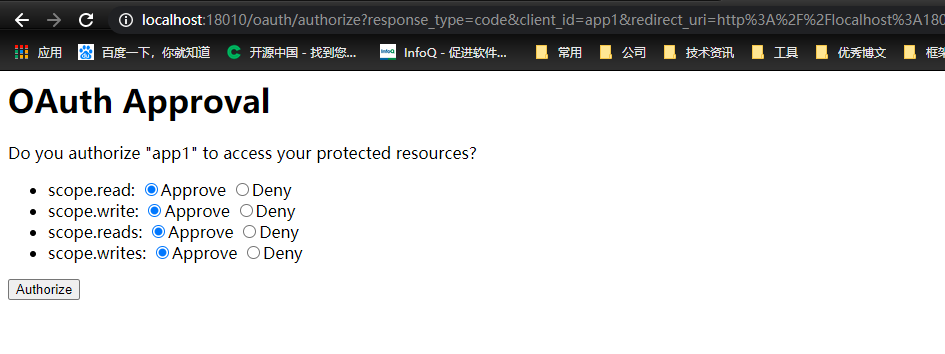 localhost:18010/oauth/authorize?response_type=code&client_id=app1&redirect_uri=http%3A%2F%2Flocalhost%3A180
应用 百度一下，你就知道 开源中国 - 找到您... InfoQ - 促进软件... 常用 公司 技术资讯 工具 优秀博文 框架
OAuth Approval
Do you authorize "app1" to access your protected resources?
• scope.read: Approve Deny
• scope.write: Approve Deny
• scope.reads: Approve Deny
• scope.writes: Approve Deny
Authorize